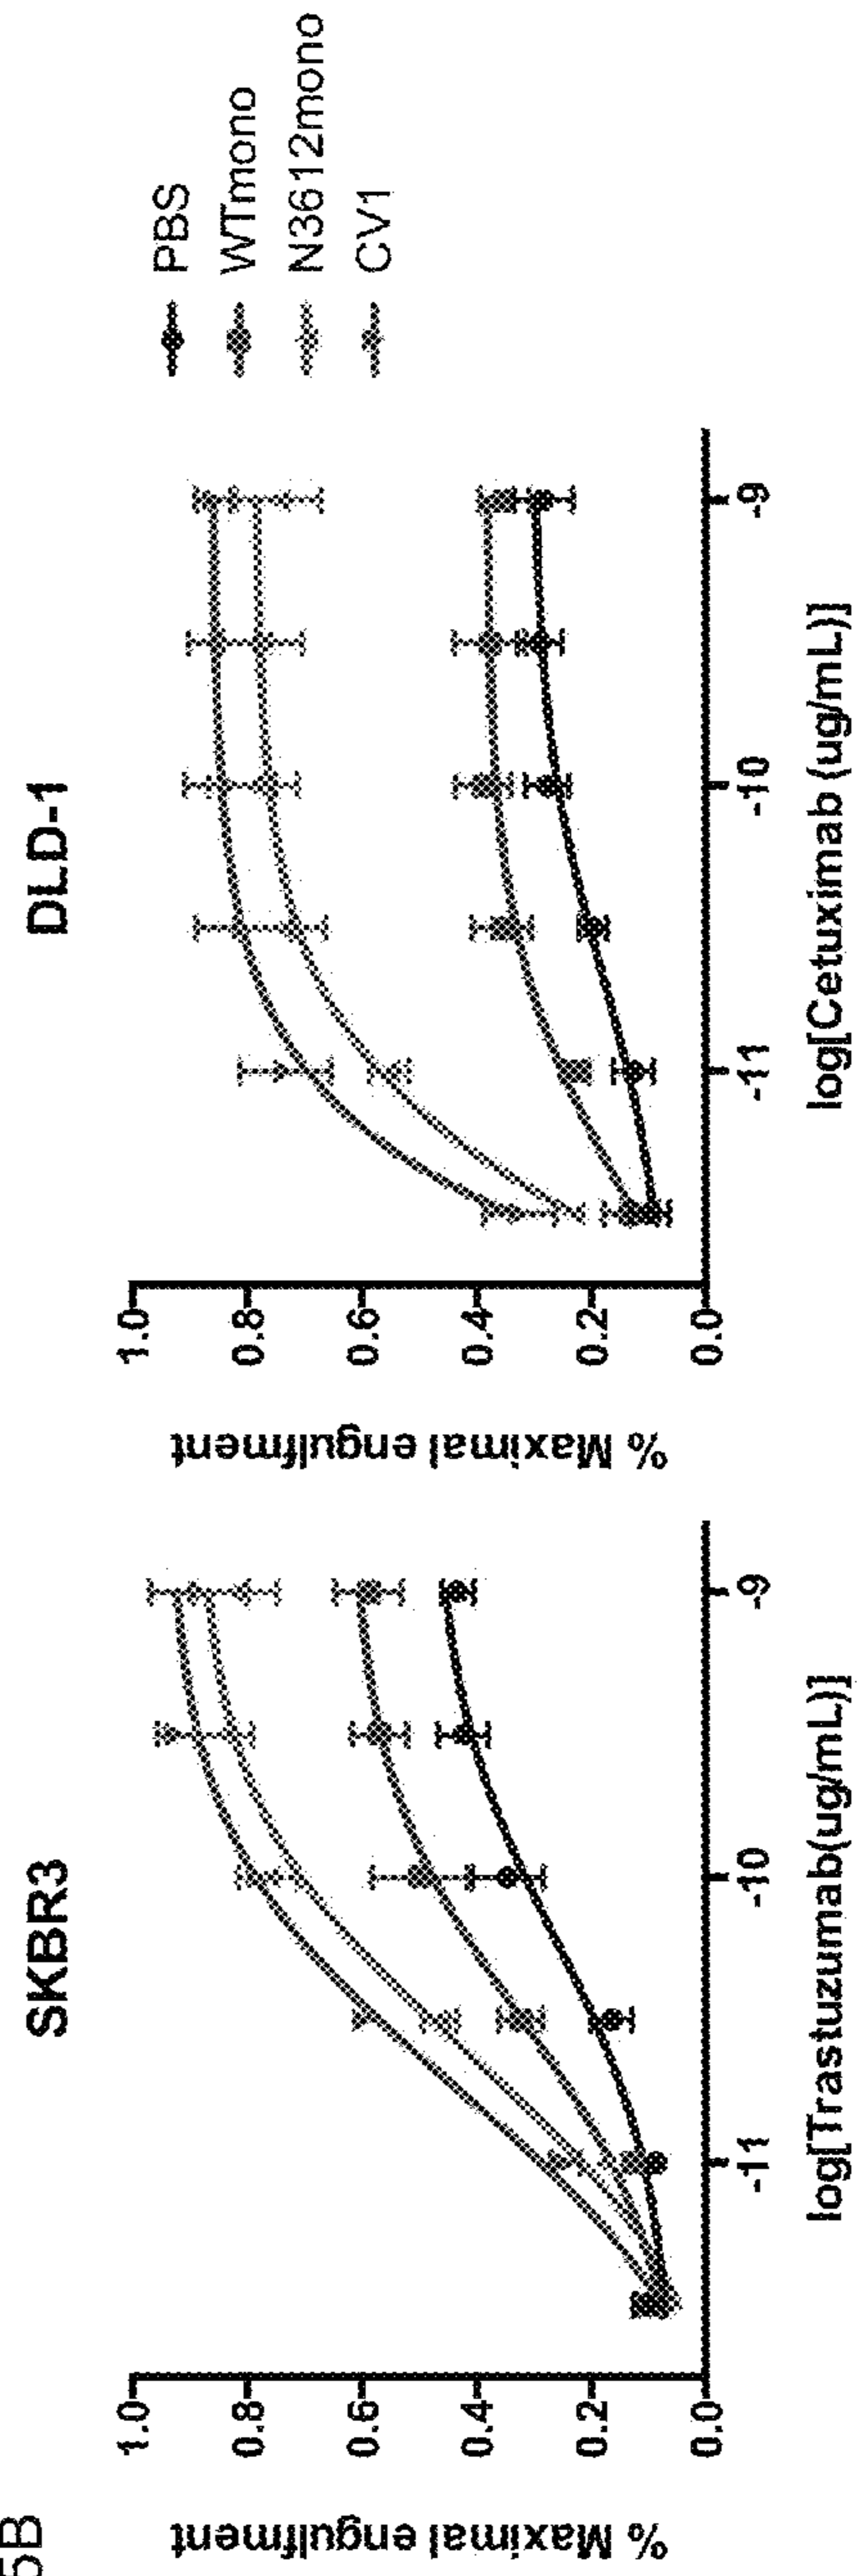 5B
SKBR3
% Maximal engulfment
1.0
0.8
0.6
0.4
0.2
0.0
-11
-10
-9
log[Trastuzumab(ug/mL)]
DLD-1
% Maximal engulfment
1.0
0.8
0.6
0.4
0.2
0.0
-11
-10
-9
log[Cetuximab (ug/mL)]
PBS
WTmono
N3612mono
CV1